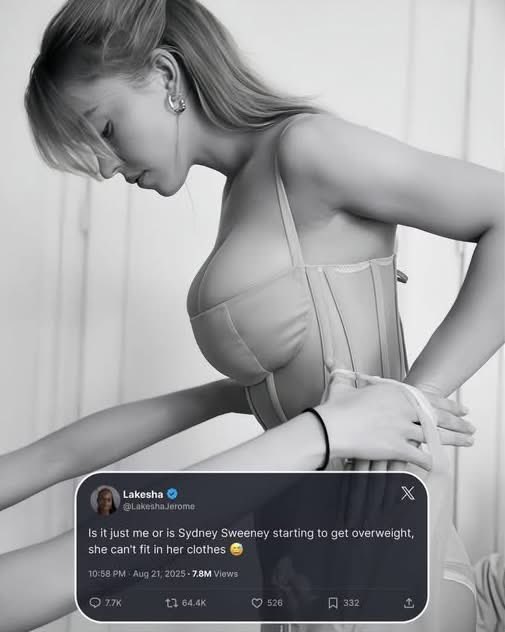 Lakesha
@LakeshaJerome
Is it just me or is Sydney Sweeney starting to get overweight,
she can't fit in her clothes 😅
10:58 PM · Aug 21, 2025 · 7.8M Views
7.7K 64.4K 526 332